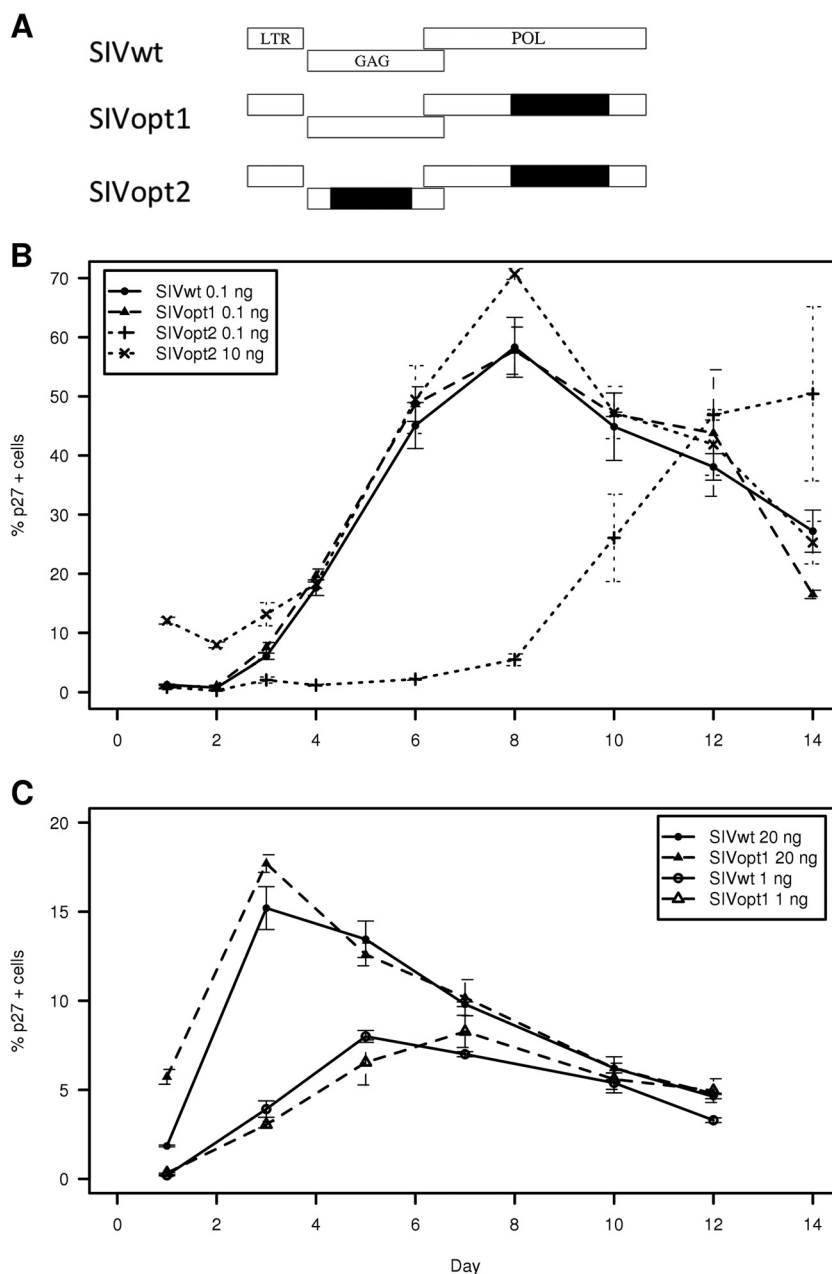 A
SIVwt
LTR
GAG
POL
SIVopt1
SIVopt2
B
70
60
50
40
30
20
10
0
% p27 + cells
SIVwt 0.1 ng
SIVopt1 0.1 ng
SIVopt2 0.1 ng
SIVopt2 10 ng
0 2 4 6 8 10 12 14
C
20
15
10
5
0
% p27 + cells
SIVwt 20 ng
SIVopt1 20 ng
SIVwt 1 ng
SIVopt1 1 ng
0 2 4 6 8 10 12 14
Day